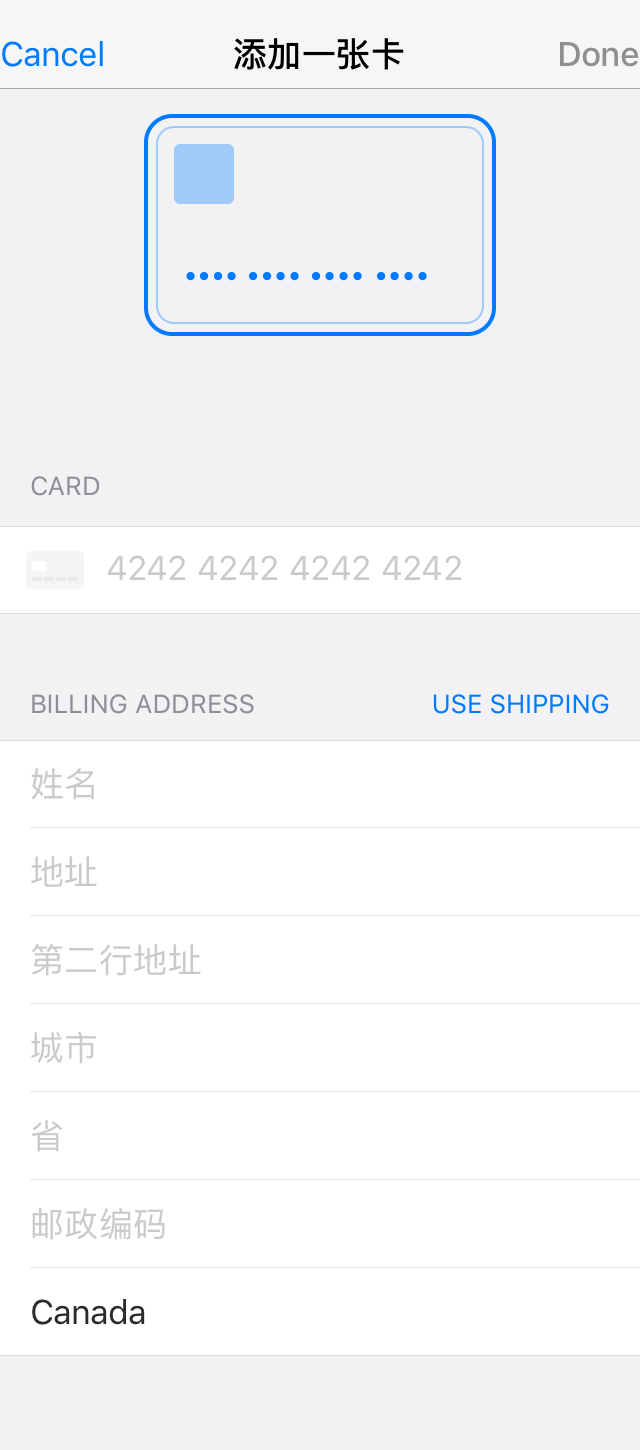 Cancel 添加一张卡 Done
•••• •••• •••• ••••
CARD
4242 4242 4242 4242
BILLING ADDRESS USE SHIPPING
姓名
地址
第二行地址
城市
省
邮政编码
Canada